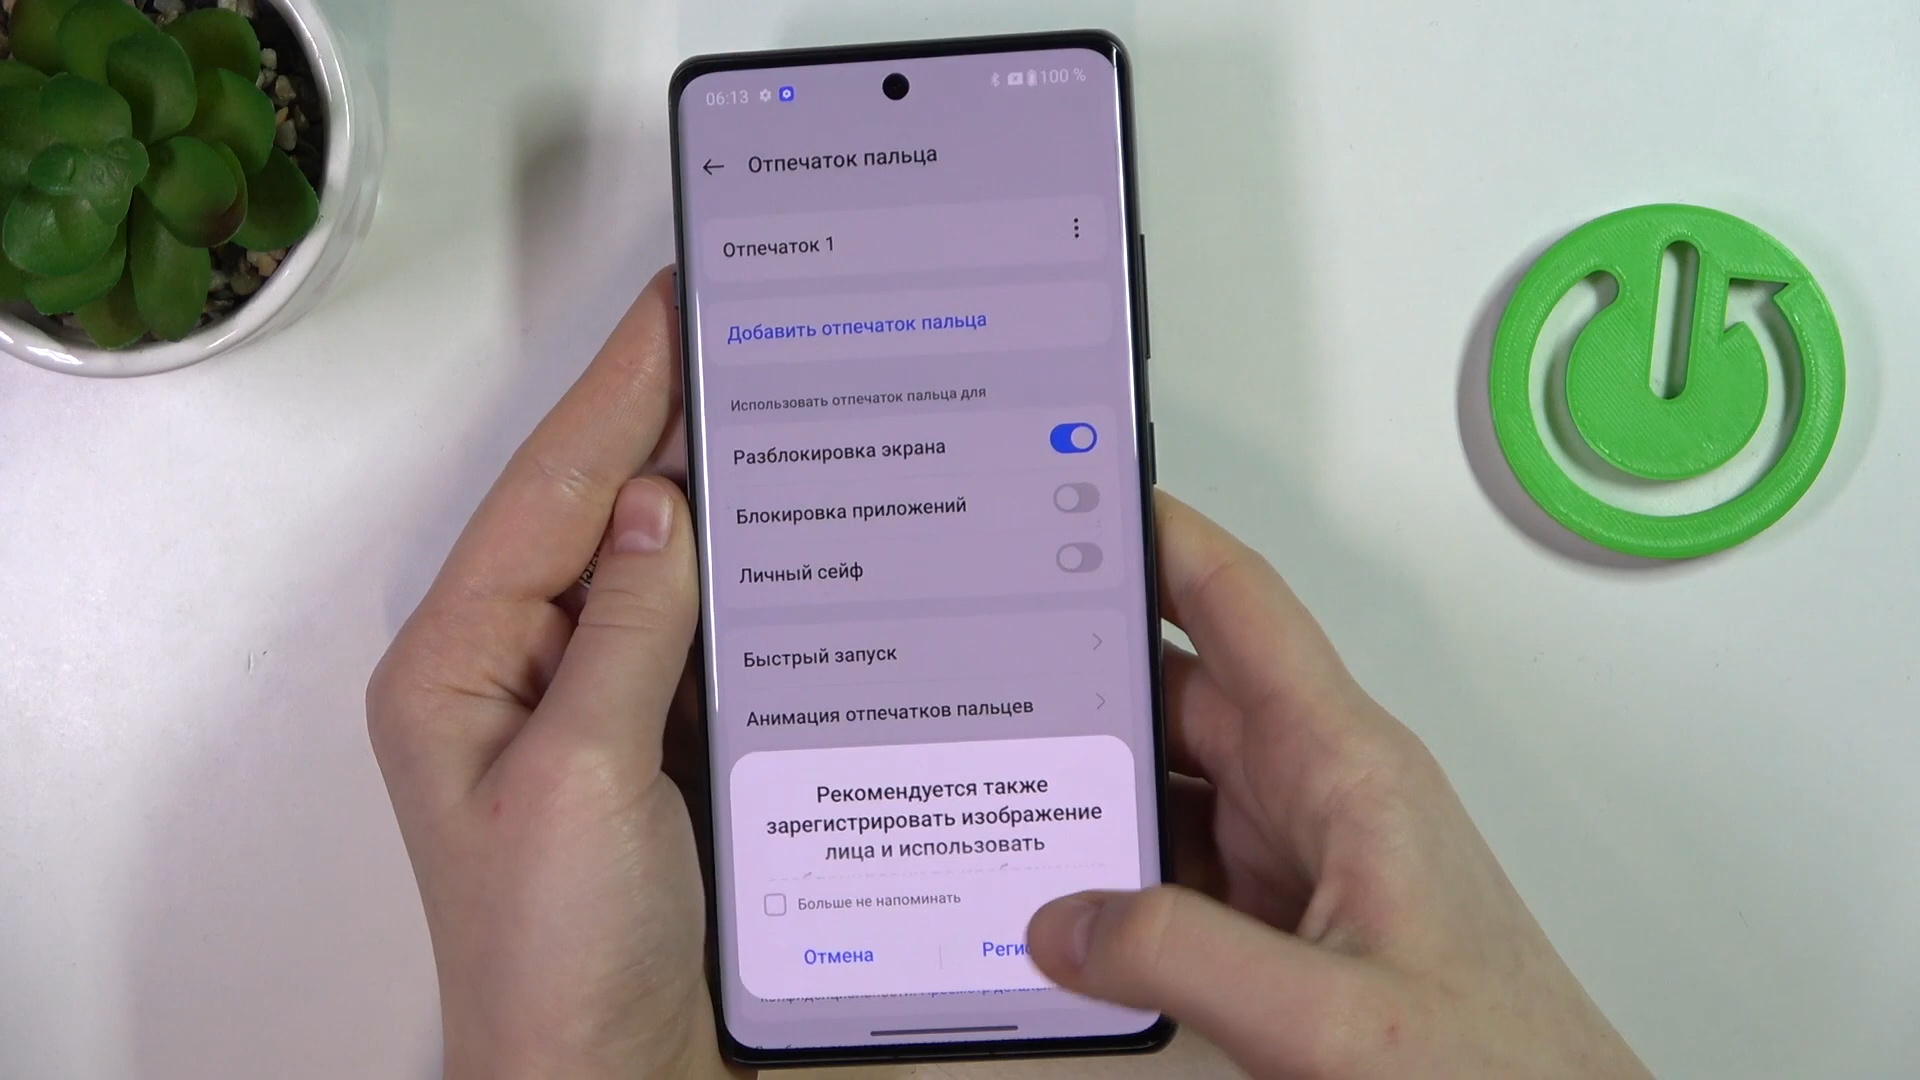 06:13 100 %
Отпечаток пальца
Отпечаток 1
Добавить отпечаток пальца
Использовать отпечаток пальца для
Разблокировка экрана
Блокировка приложений
Личный сейф
Быстрый запуск
Анимация отпечатков пальцев
Рекомендуется также
зарегистрировать изображение
лица и использовать
Больше не напоминать
Отмена